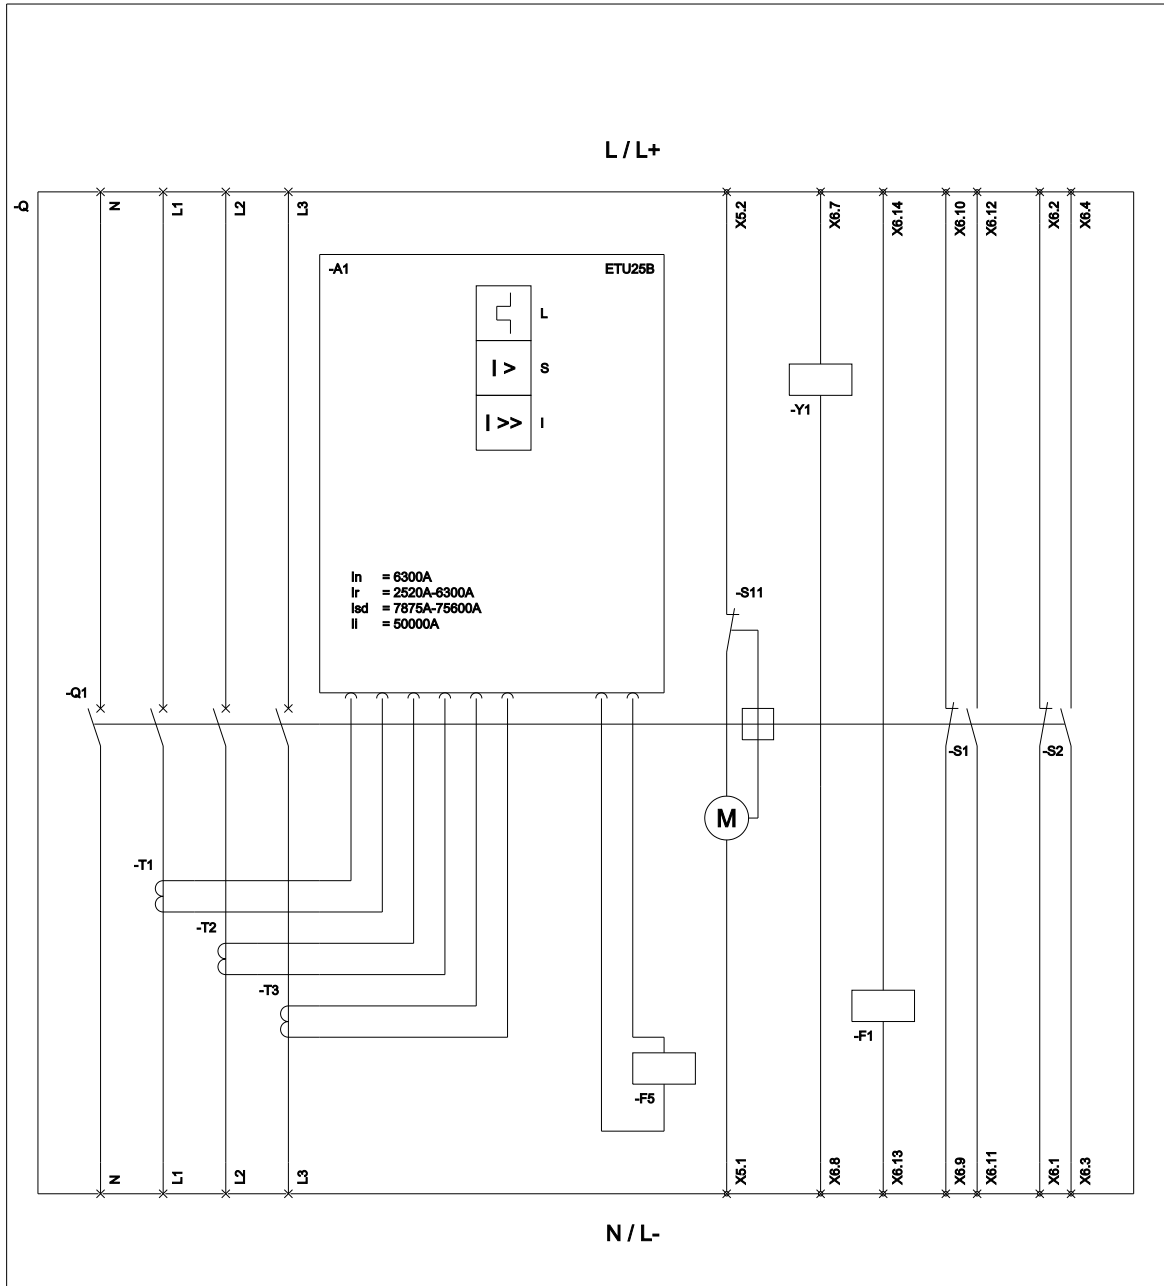 L / L+
-Q
N
L1
L2
L3
X5.2
X6.7
X6.14
X6.10
X6.12
X6.2
X6.4
-A1 ETU25B
L
I > S
I >> I
-Y1
In = 6300A
Ir = 2520A-6300A
Isd = 7875A-75600A
Ii = 50000A
-S11
-Q1
-S1
-S2
M
-T1
-T2
-T3
-F1
-F5
N
L1
L2
L3
X5.1
X6.8
X6.13
X6.9
X6.11
X6.1
X6.3
N / L-